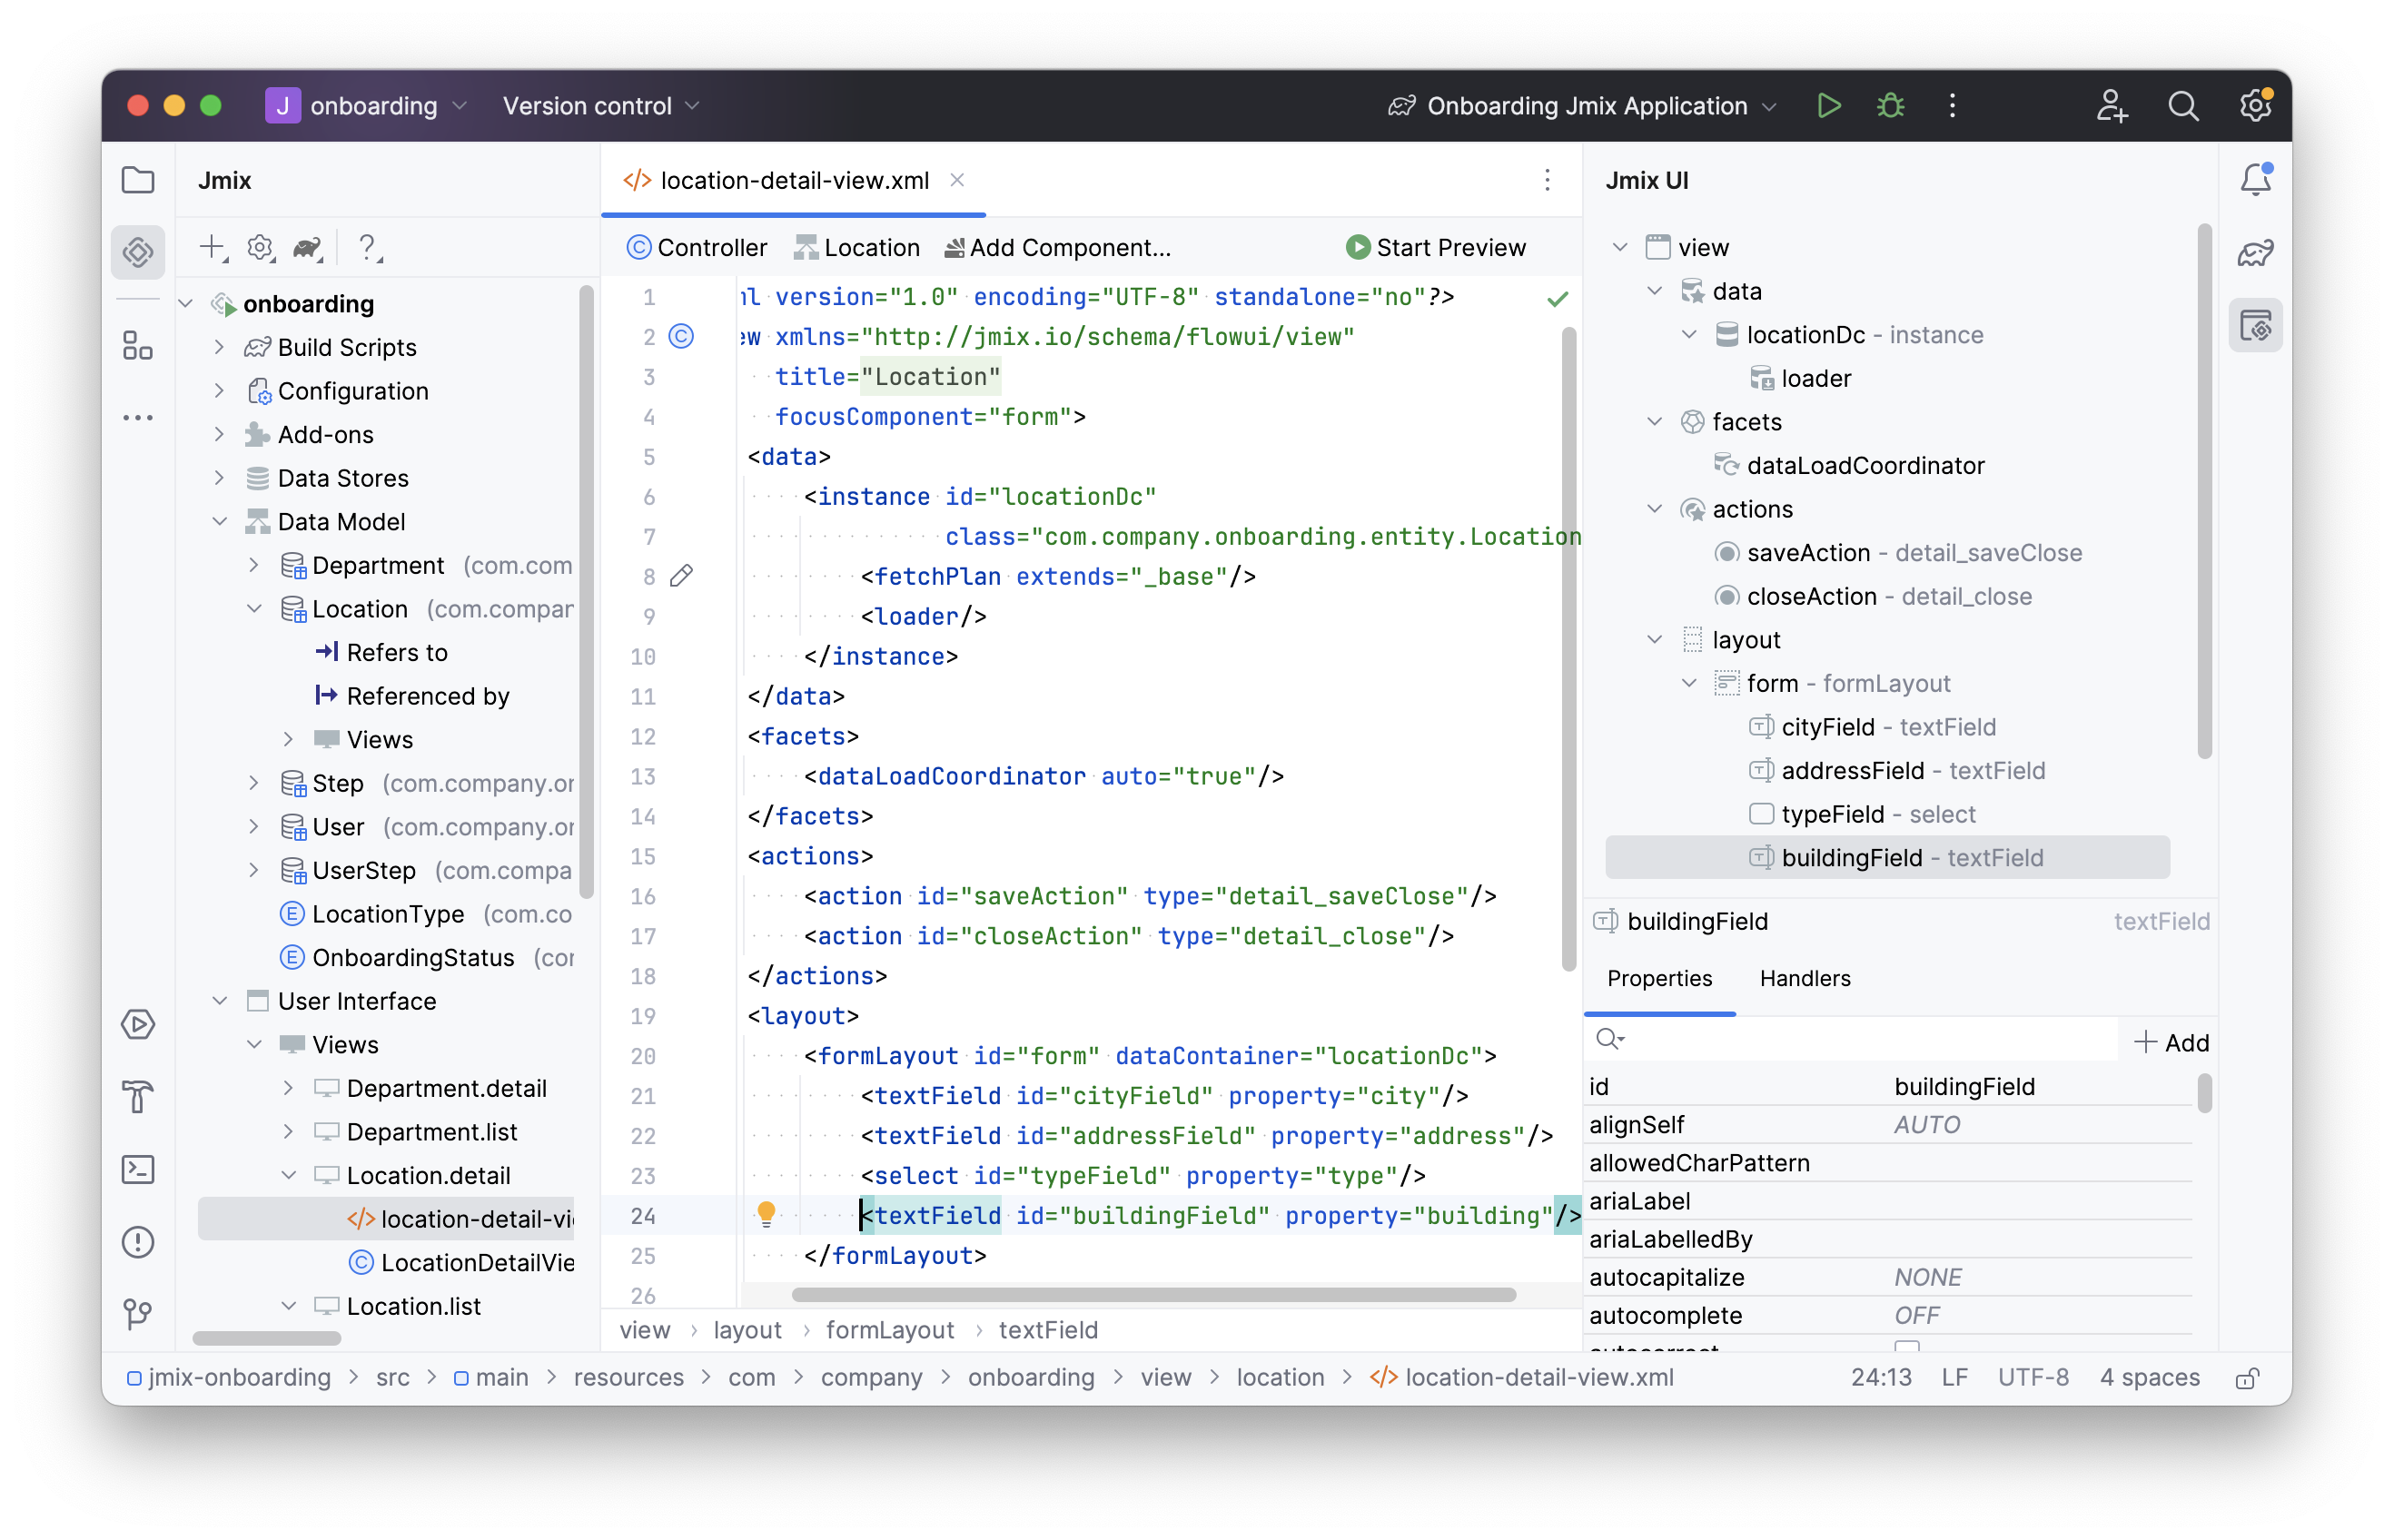 J onboarding Version control Onboarding Jmix Application
Jmix
onboarding
Build Scripts
Configuration
Add-ons
Data Stores
Data Model
Department (com.com
Location (com.compan
Refers to
Referenced by
Views
Step (com.company.or
User (com.company.or
UserStep (com.compa
E LocationType (com.co
E OnboardingStatus (cor
User Interface
Views
Department.detail
Department.list
Location.detail
</> location-detail-vi
C LocationDetailVie
Location.list
</> location-detail-view.xml
C Controller Location Add Component... Start Preview
1 ml version="1.0" encoding="UTF-8" standalone="no"?>
2 C ew xmlns="http://jmix.io/schema/flowui/view"
3 title="Location"
4 focusComponent="form">
5 <data>
6 <instance id="locationDc"
7 class="com.company.onboarding.entity.Location
8 <fetchPlan extends="_base"/>
9 <loader/>
10 </instance>
11 </data>
12 <facets>
13 <dataLoadCoordinator auto="true"/>
14 </facets>
15 <actions>
16 <action id="saveAction" type="detail_saveClose"/>
17 <action id="closeAction" type="detail_close"/>
18 </actions>
19 <layout>
20 <formLayout id="form" dataContainer="locationDc">
21 <textField id="cityField" property="city"/>
22 <textField id="addressField" property="address"/>
23 <select id="typeField" property="type"/>
24 <textField id="buildingField" property="building"/>
25 </formLayout>
26
view › layout › formLayout › textField
Jmix UI
view
data
locationDc - instance
loader
facets
dataLoadCoordinator
actions
saveAction - detail_saveClose
closeAction - detail_close
layout
form - formLayout
cityField - textField
addressField - textField
typeField - select
buildingField - textField
buildingField textField
Properties Handlers
Add
id buildingField
alignSelf AUTO
allowedCharPattern
ariaLabel
ariaLabelledBy
autocapitalize NONE
autocomplete OFF
autocorrect
jmix-onboarding > src > main > resources > com > company > onboarding > view > location > </> location-detail-view.xml 24:13 LF UTF-8 4 spaces